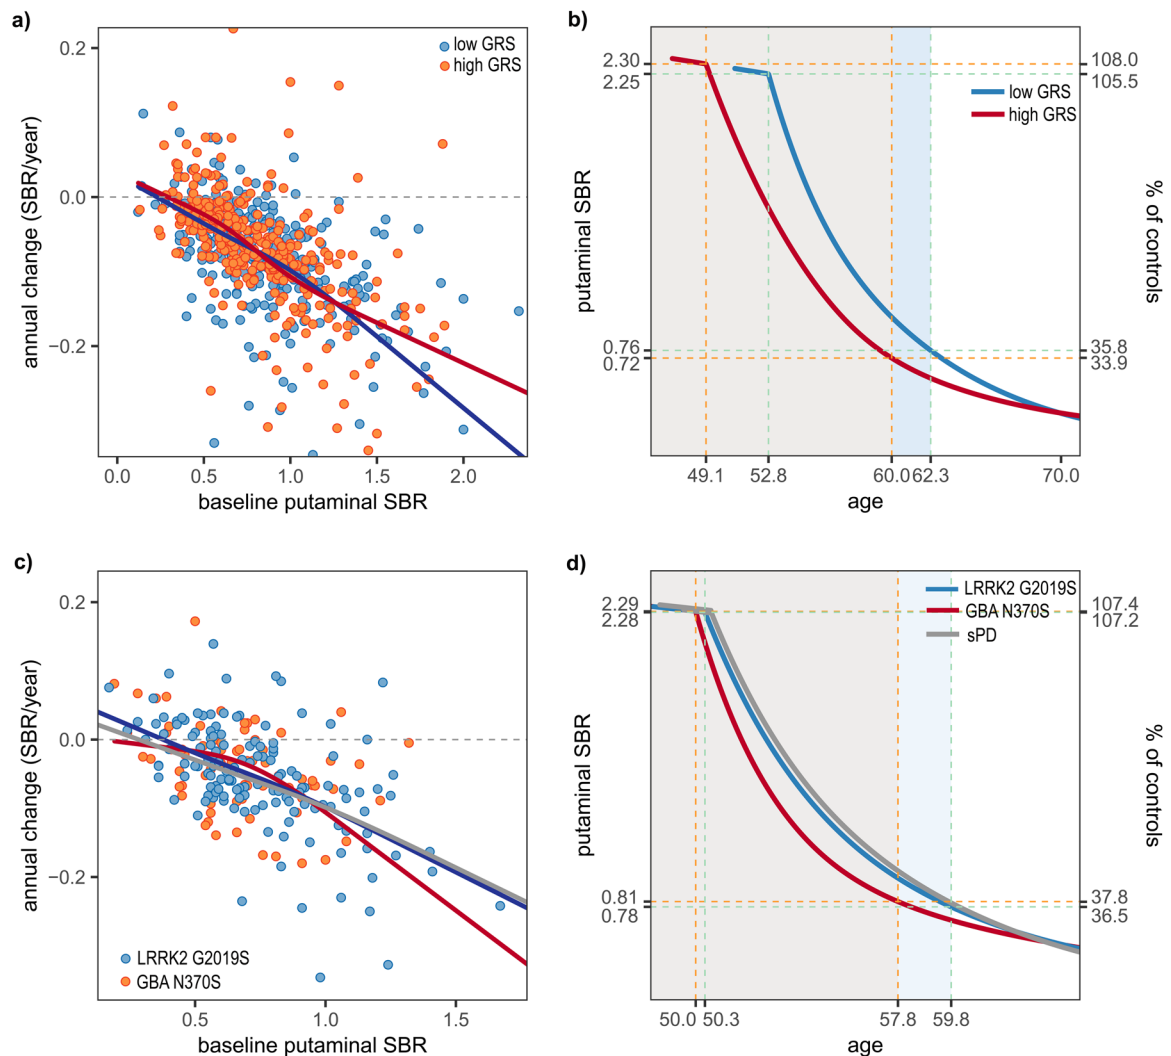 a)
annual change (SBR/year)
0.2
0.0
−0.2
low GRS
high GRS
0.0 0.5 1.0 1.5 2.0
baseline putaminal SBR
b)
putaminal SBR
2.30
2.25
0.76
0.72
low GRS
high GRS
108.0
105.5
35.8
33.9
% of controls
49.1 52.8 60.0 62.3 70.0
age
c)
annual change (SBR/year)
0.2
0.0
−0.2
LRRK2 G2019S
GBA N370S
0.5 1.0 1.5
baseline putaminal SBR
d)
putaminal SBR
2.29
2.28
0.81
0.78
LRRK2 G2019S
GBA N370S
sPD
107.4
107.2
37.8
36.5
% of controls
50.0 50.3 57.8 59.8
age